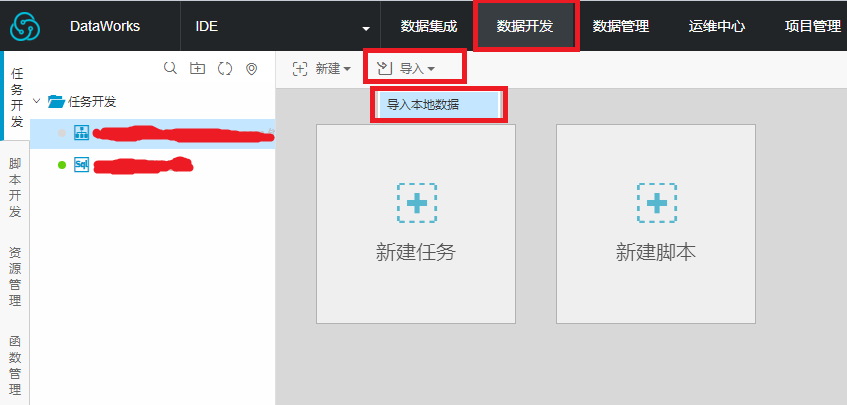 DataWorks IDE 数据集成 数据开发 数据管理 运维中心 项目管理
任务开发
脚本开发
资源管理
函数管理
任务开发
Sql
新建 导入
导入本地数据
新建任务 新建脚本